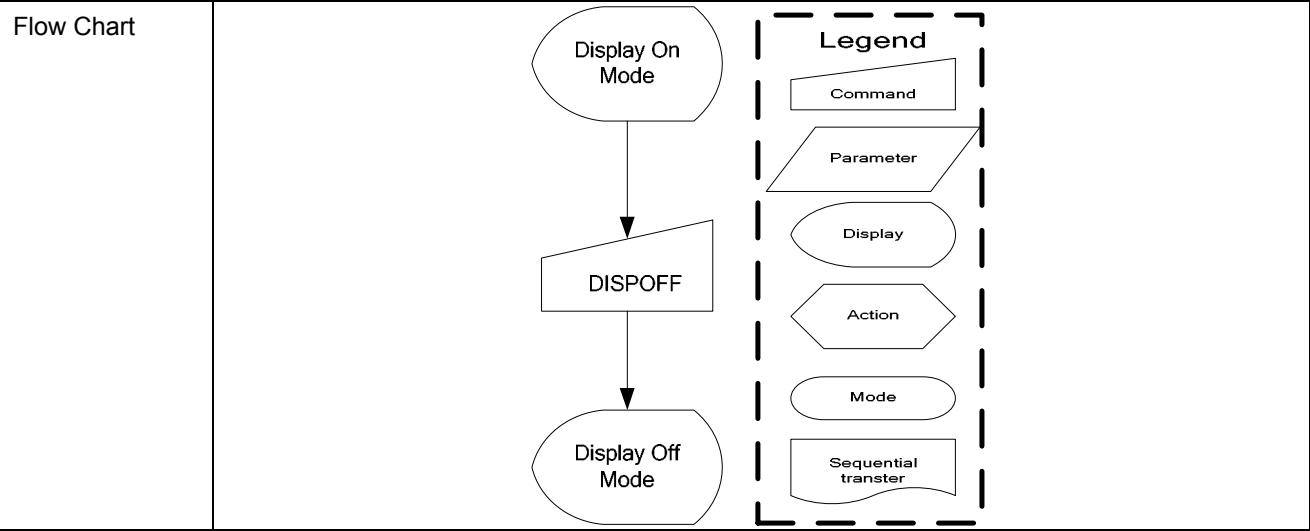 Flow Chart
Display On
Mode
DISPOFF
Display Off
Mode
Legend
Command
Parameter
Display
Action
Mode
Sequential
transter